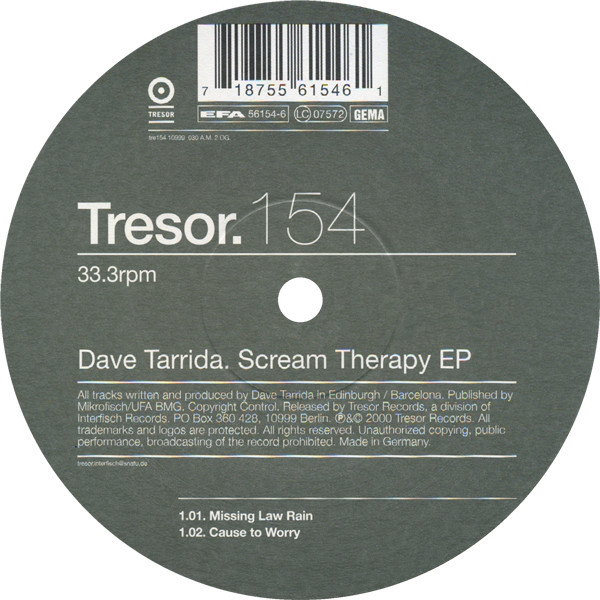 7 18755 61546 1
TRESOR
EFA 56154-6 LC 07572 GEMA
Tresor.154
33.3rpm
Dave Tarrida. Scream Therapy EP
All tracks written and produced by Dave Tarrida in Edinburgh / Barcelona. Published by
Mikrofisch/UFA BMG. Copyright Control. Released by Tresor Records, a division of
Interfisch Records. PO Box 360 428, 10999 Berlin. ℗&© 2000 Tresor Records. All
trademarks and logos are protected. All rights reserved. Unauthorized copying, public
performance, broadcasting of the record prohibited. Made in Germany.
1.01. Missing Law Rain
1.02. Cause to Worry